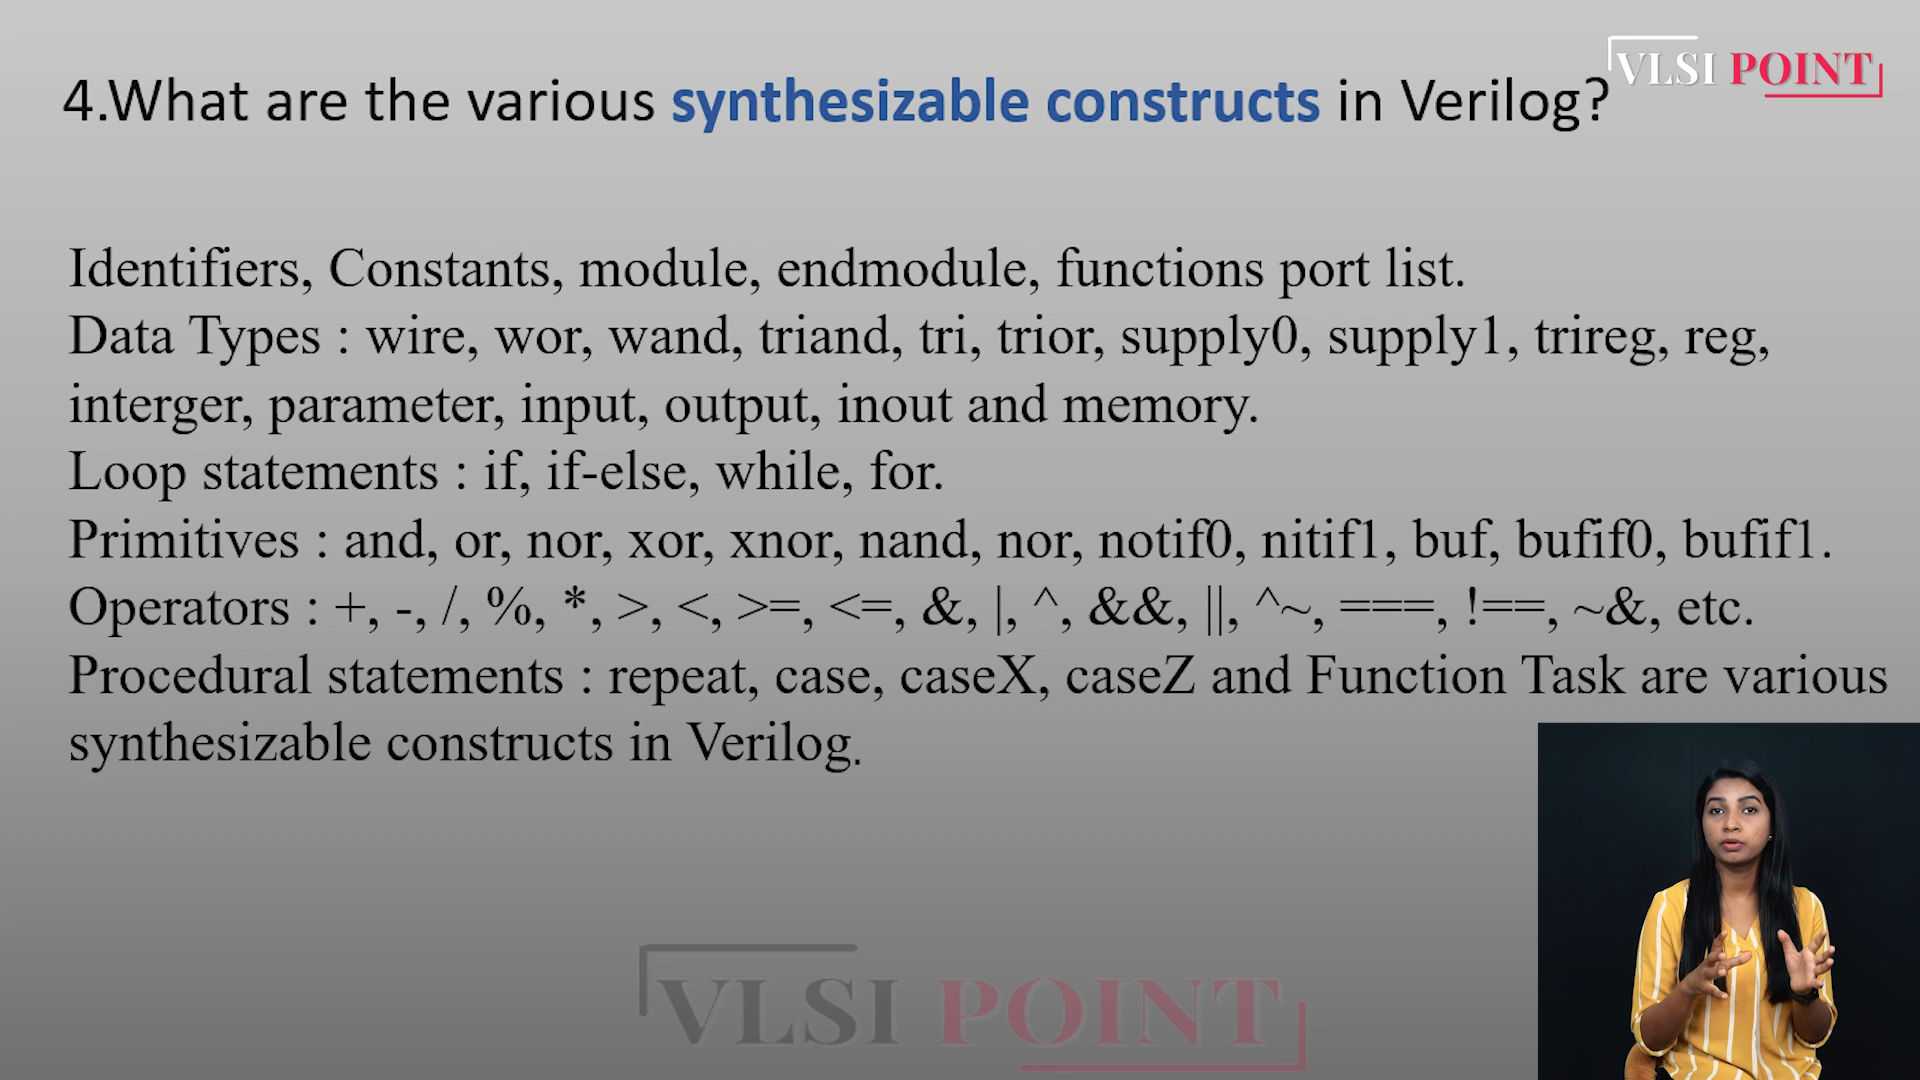 VLSI POINT
4.What are the various synthesizable constructs in Verilog?
Identifiers, Constants, module, endmodule, functions port list.
Data Types : wire, wor, wand, triand, tri, trior, supply0, supply1, trireg, reg,
interger, parameter, input, output, inout and memory.
Loop statements : if, if-else, while, for.
Primitives : and, or, nor, xor, xnor, nand, nor, notif0, nitif1, buf, bufif0, bufif1.
Operators : +, -, /, %, *, >, <, >=, <=, &, |, ^, &&, ||, ^~, ===, !==, ~&, etc.
Procedural statements : repeat, case, caseX, caseZ and Function Task are various
synthesizable constructs in Verilog.
VLSI POINT